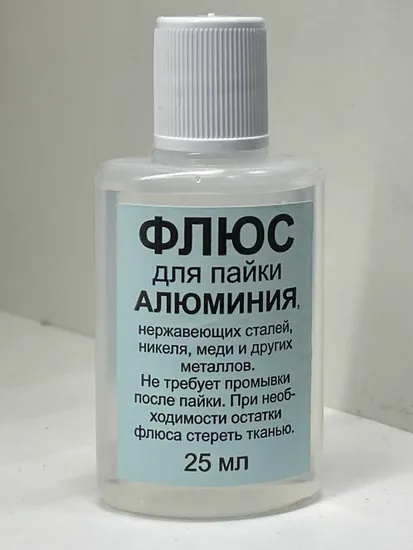 ФЛЮС
для пайки
АЛЮМИНИЯ,
нержавеющих сталей,
никеля, меди и других
металлов.
Не требует промывки
после пайки. При необ-
ходимости остатки
флюса стереть тканью.
25 мл